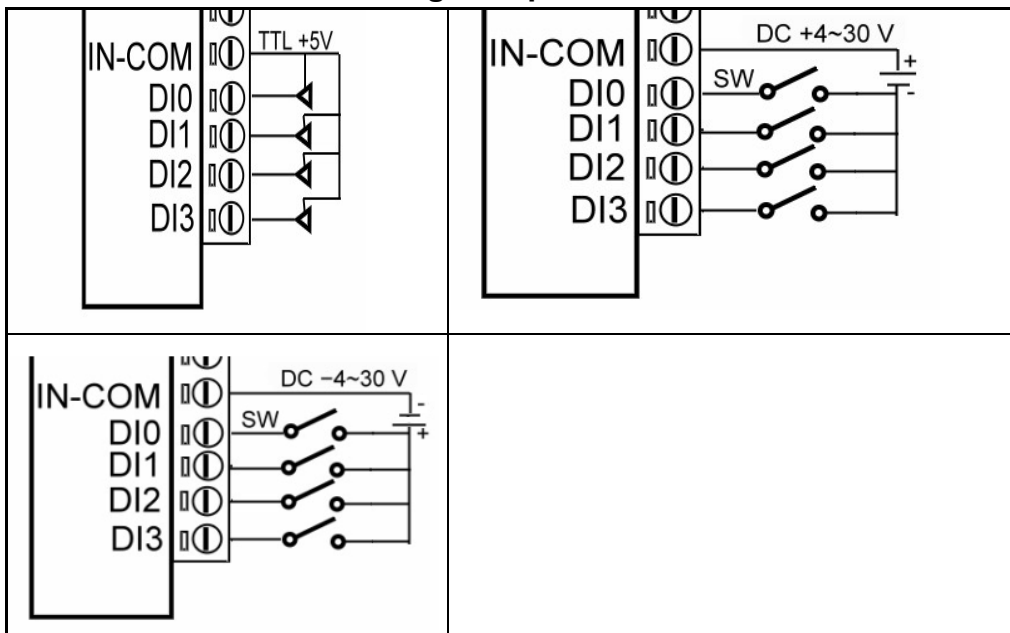 IN-COM
TTL +5V
DI0
DI1
DI2
DI3
IN-COM
DC +4~30 V
+
SW
-
DI0
DI1
DI2
DI3
IN-COM
DC −4~30 V
-
SW
+
DI0
DI1
DI2
DI3